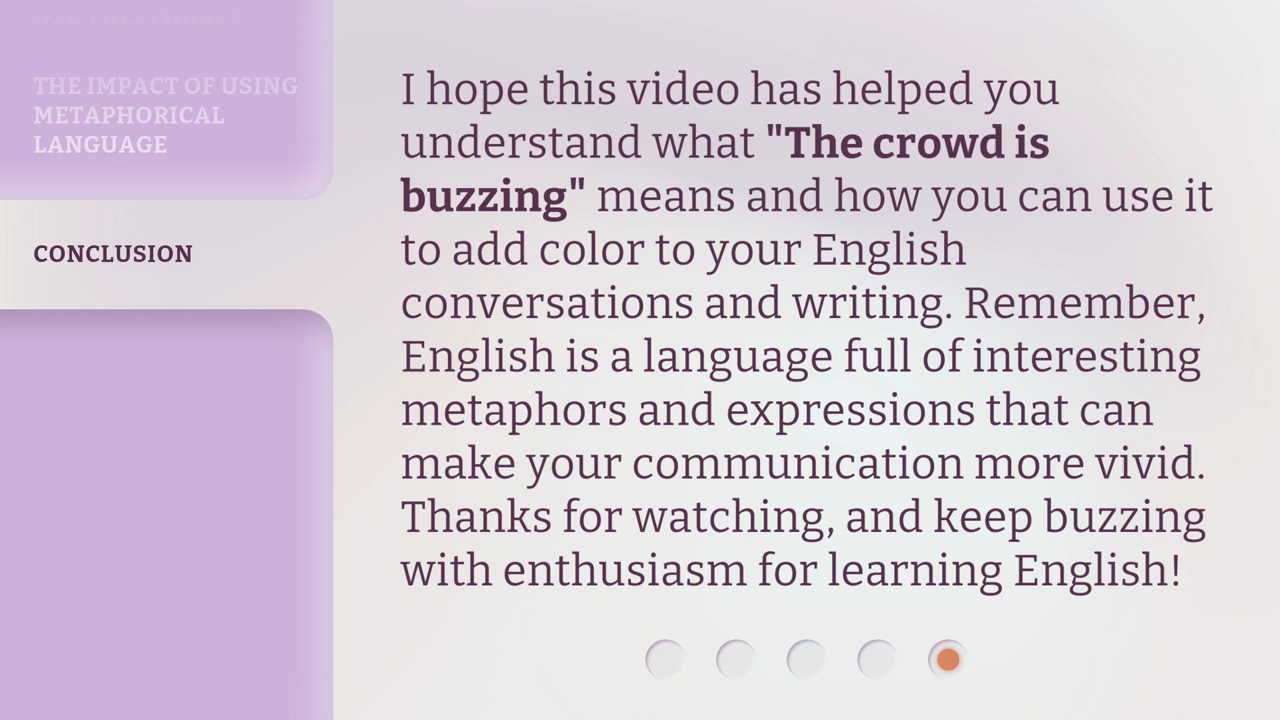 USE THIS PHRASE
THE IMPACT OF USING
METAPHORICAL
LANGUAGE
CONCLUSION
I hope this video has helped you
understand what "The crowd is
buzzing" means and how you can use it
to add color to your English
conversations and writing. Remember,
English is a language full of interesting
metaphors and expressions that can
make your communication more vivid.
Thanks for watching, and keep buzzing
with enthusiasm for learning English!